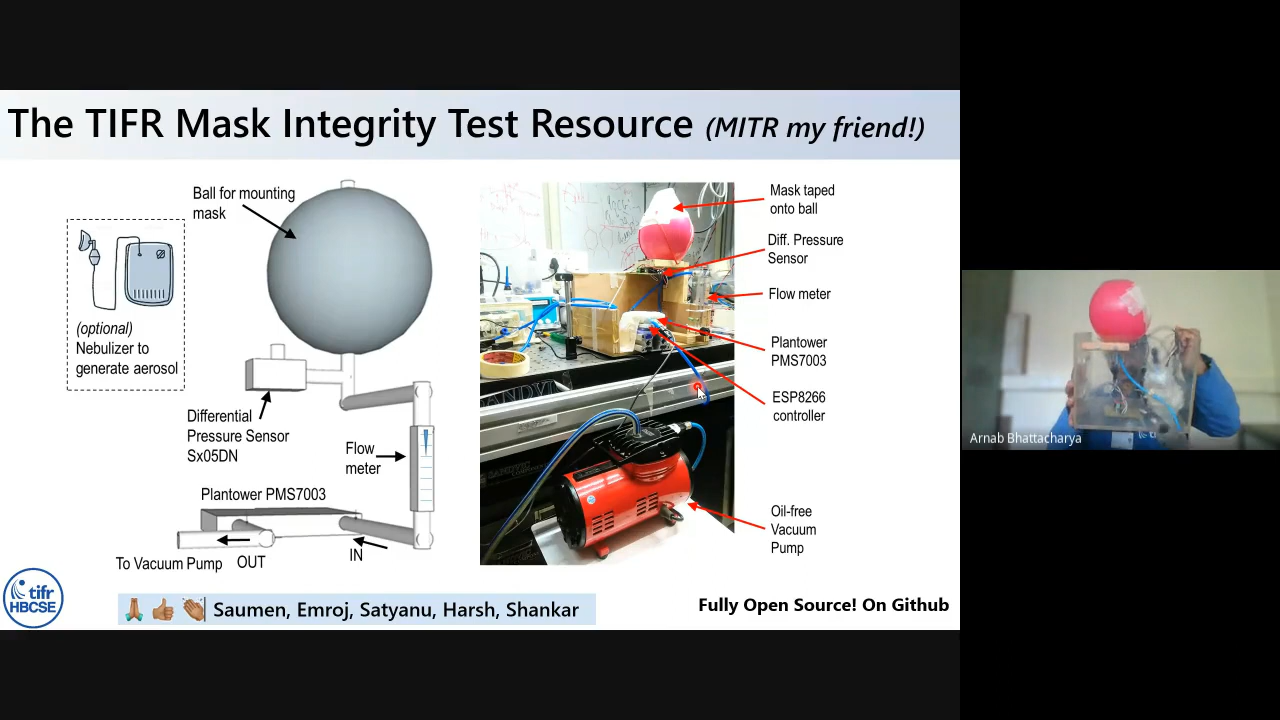 The TIFR Mask Integrity Test Resource (MITR my friend!)
Ball for mounting
mask
(optional)
Nebulizer to
generate aerosol
Differential
Pressure Sensor
Sx05DN
Flow
meter
Plantower PMS7003
To Vacuum Pump
OUT
IN
Mask taped
onto ball
Diff. Pressure
Sensor
Flow meter
Plantower
PMS7003
ESP8266
controller
Oil-free
Vacuum
Pump
tifr
HBCSE
Saumen, Emroj, Satyanu, Harsh, Shankar
Fully Open Source! On Github
Arnab Bhattacharya